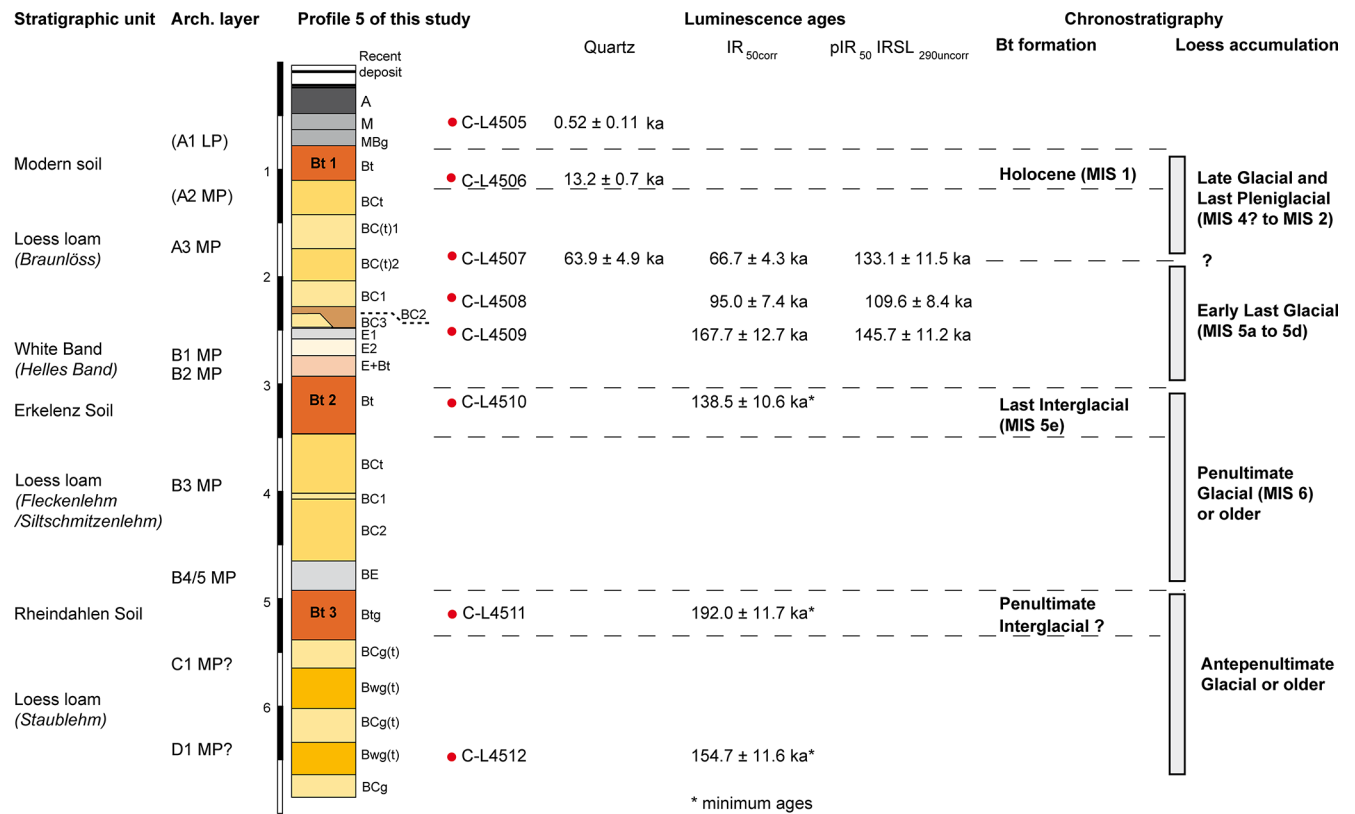 Stratigraphic unit Arch. layer Profile 5 of this study Luminescence ages Chronostratigraphy
Quartz IR 50corr pIR 50 IRSL 290uncorr Bt formation Loess accumulation
Recent
deposit
A
C-L4505 0.52 ± 0.11 ka
M
(A1 LP) MBg
Modern soil 1 Bt 1 Bt
C-L4506 13.2 ± 0.7 ka Holocene (MIS 1)
Late Glacial and
Last Pleniglacial
(MIS 4? to MIS 2)
(A2 MP) BCt
BC(t)1
Loess loam
(Braunlöss)
A3 MP
BC(t)2 C-L4507 63.9 ± 4.9 ka 66.7 ± 4.3 ka 133.1 ± 11.5 ka ?
2
BC1 C-L4508 95.0 ± 7.4 ka 109.6 ± 8.4 ka
Early Last Glacial
(MIS 5a to 5d)
BC2
BC3
E1 C-L4509 167.7 ± 12.7 ka 145.7 ± 11.2 ka
White Band
(Helles Band)
B1 MP
B2 MP
E2
E+Bt
3
Erkelenz Soil Bt 2 Bt C-L4510 138.5 ± 10.6 ka*
Last Interglacial
(MIS 5e)
BCt
Loess loam
(Fleckenlehm
/Siltschmitzenlehm)
B3 MP
4 BC1
Penultimate
Glacial (MIS 6)
or older
BC2
B4/5 MP BE
5
Rheindahlen Soil Bt 3 Btg C-L4511 192.0 ± 11.7 ka*
Penultimate
Interglacial ?
C1 MP? BCg(t)
Antepenultimate
Glacial or older
Bwg(t)
Loess loam
(Staublehm)
6
BCg(t)
D1 MP? Bwg(t) C-L4512 154.7 ± 11.6 ka*
BCg
* minimum ages